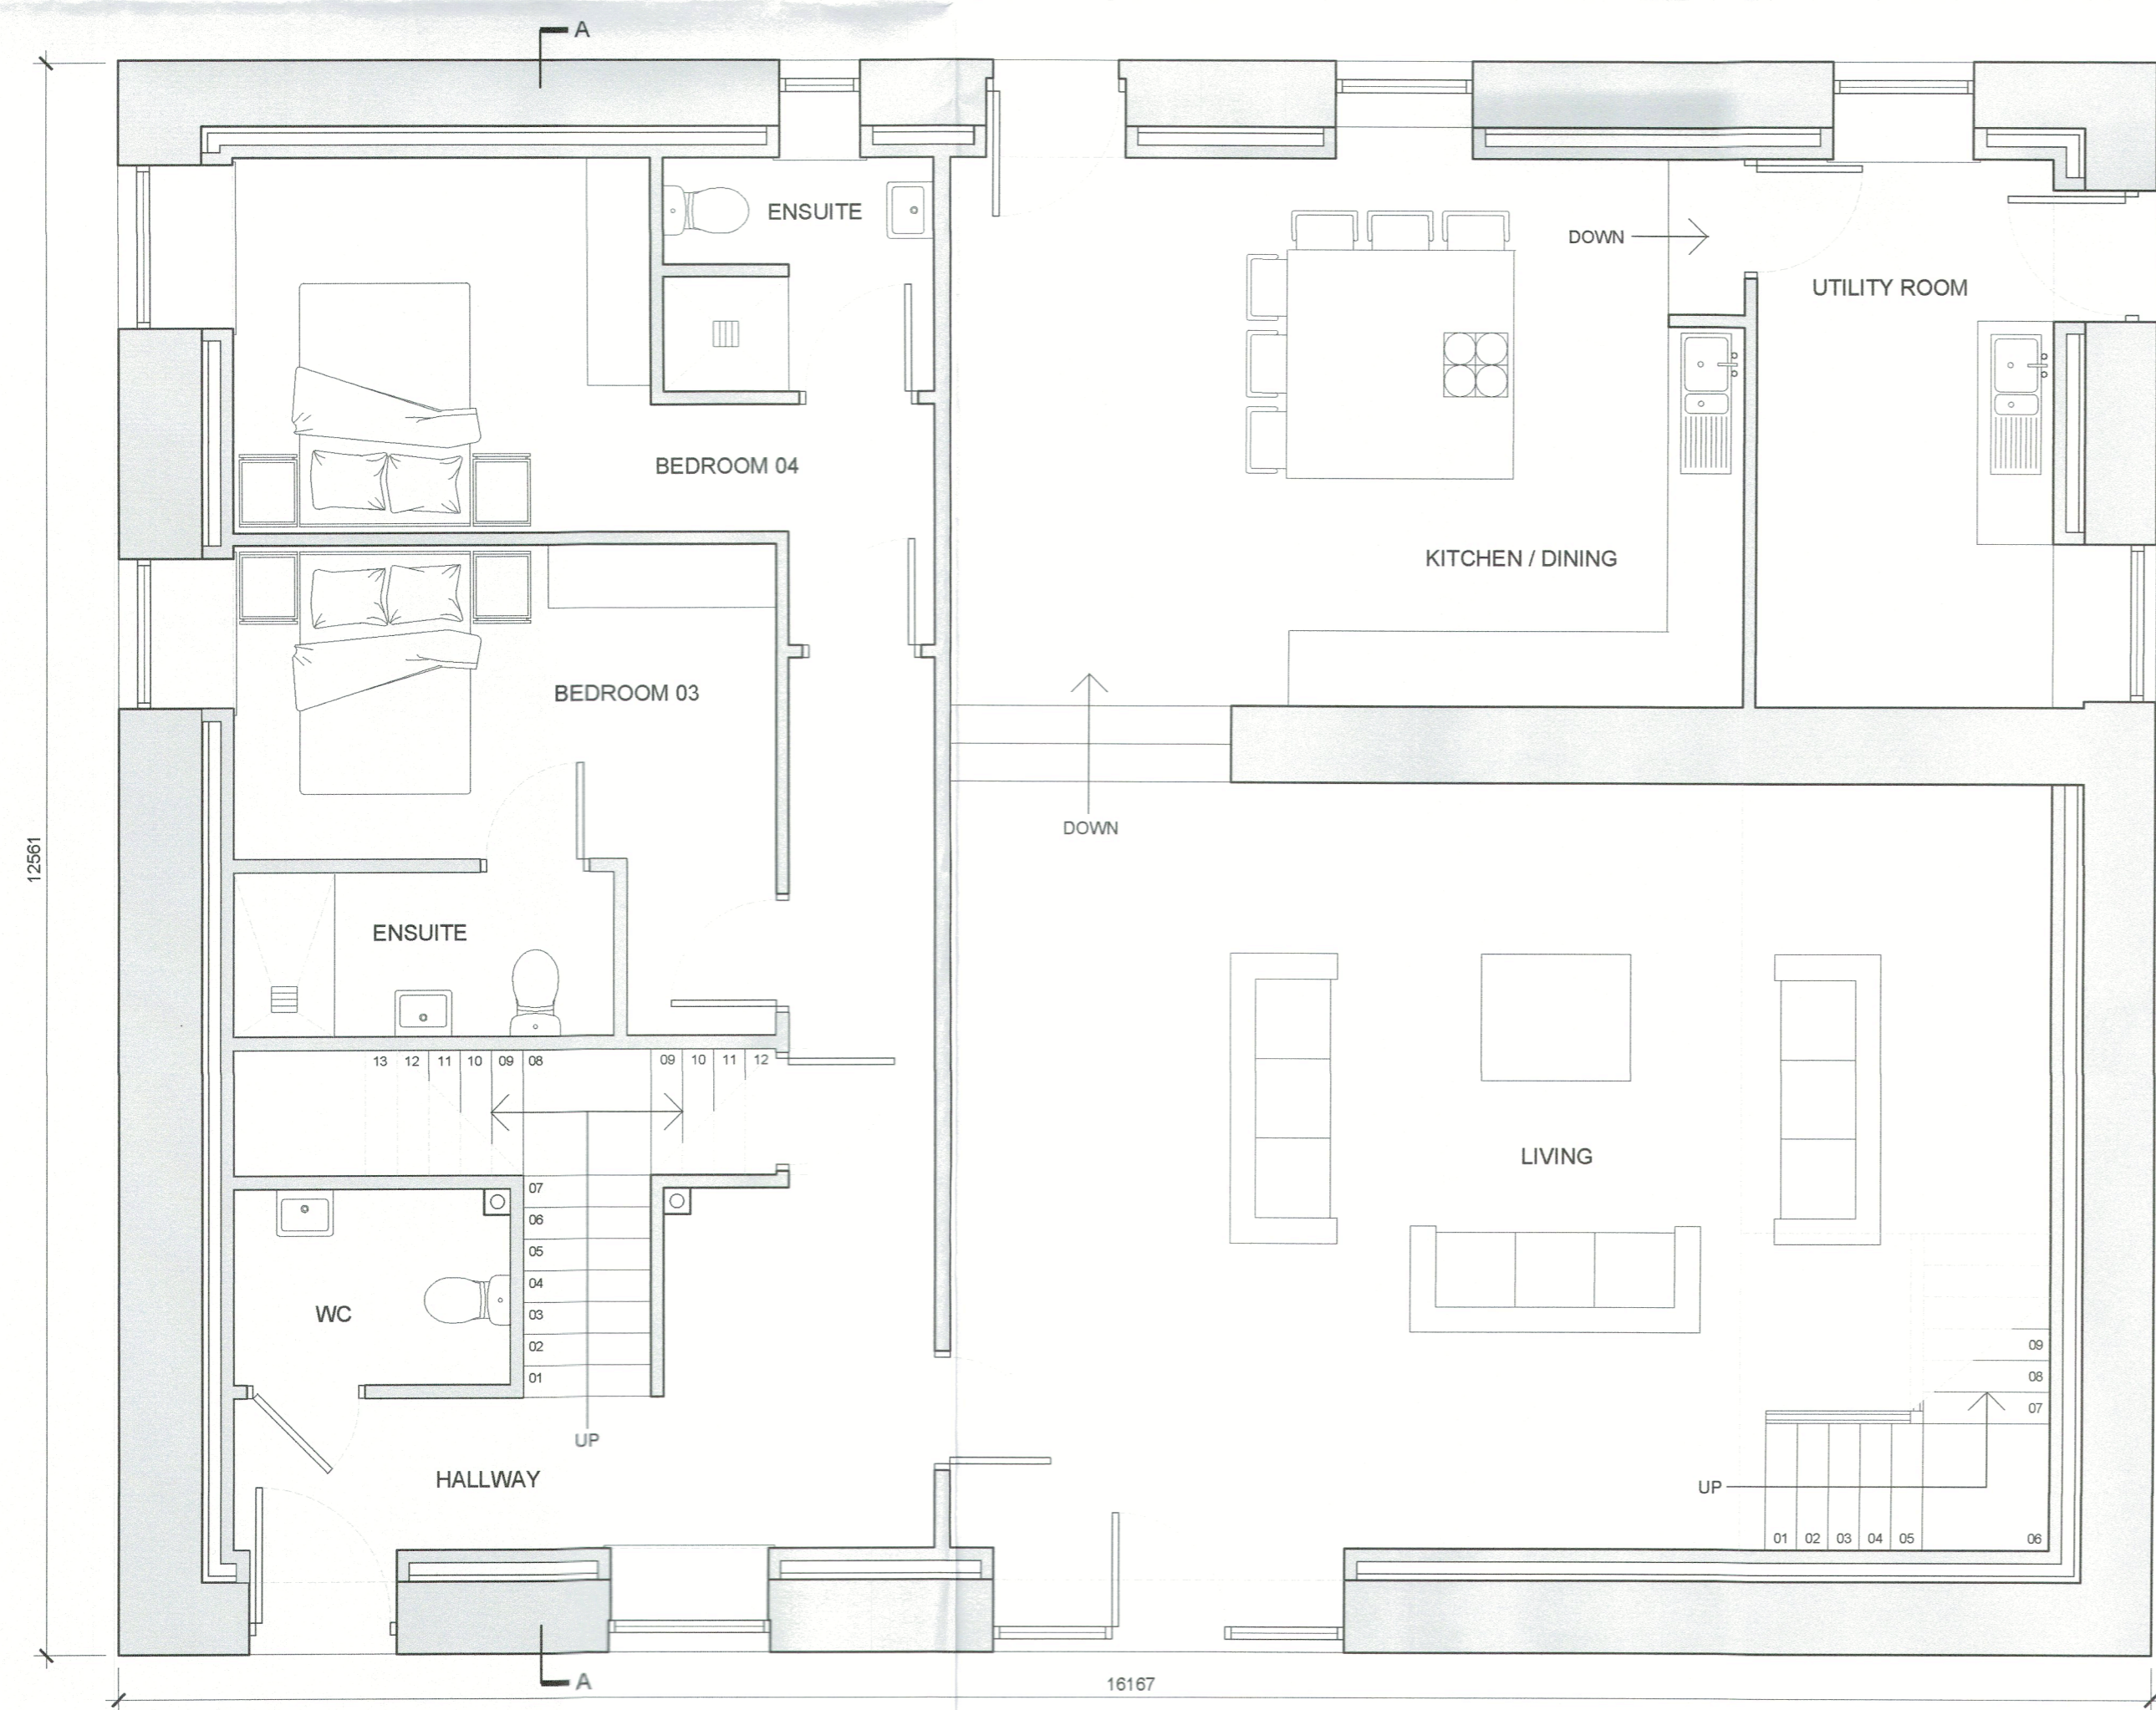 A
ENSUITE
DOWN
UTILITY ROOM
BEDROOM 04
KITCHEN / DINING
BEDROOM 03
DOWN
12561
ENSUITE
13 12 11 10 09 08
09 10 11 12
LIVING
07
06
05
04
03
02
01
WC
UP
HALLWAY
09
08
07
UP
01 02 03 04 05 06
A
16167